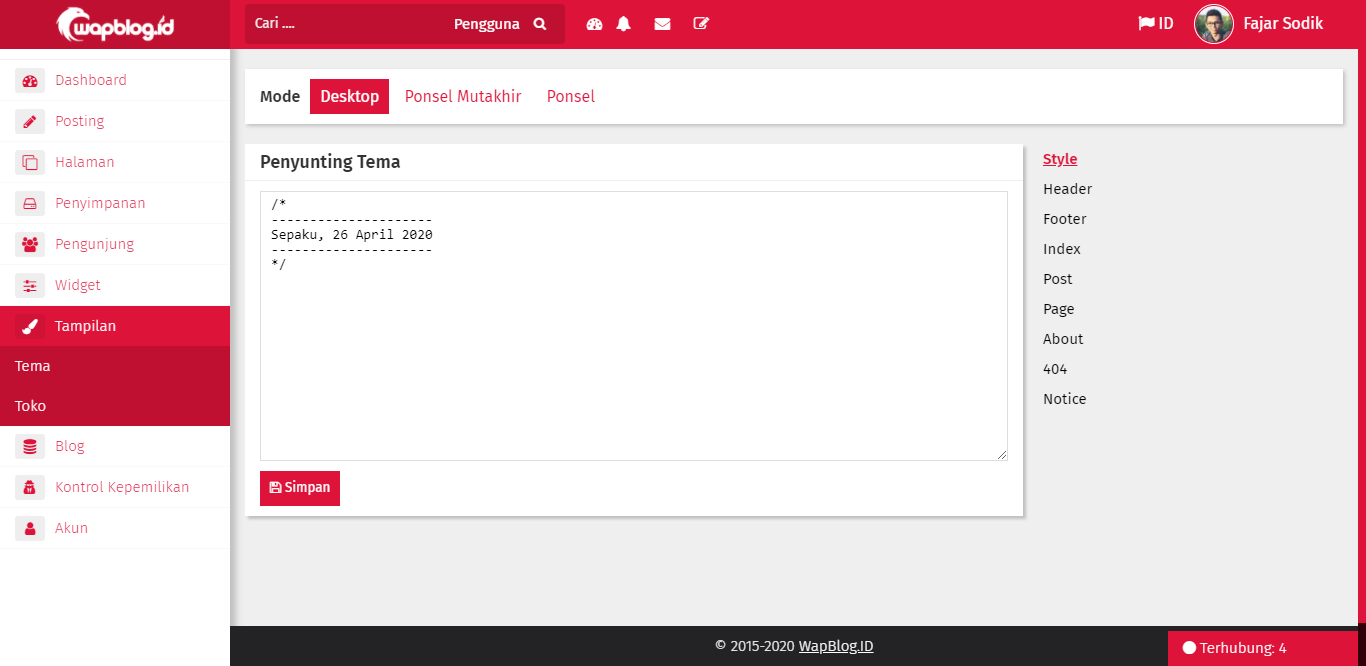 wapblog.id
Cari ....
Pengguna
ID
Fajar Sodik
Dashboard
Posting
Halaman
Penyimpanan
Pengunjung
Widget
Tampilan
Tema
Toko
Blog
Kontrol Kepemilikan
Akun
Mode Desktop Ponsel Mutakhir Ponsel
Penyunting Tema
/*
---------------------
Sepaku, 26 April 2020
---------------------
*/
Simpan
Style
Header
Footer
Index
Post
Page
About
404
Notice
© 2015-2020 WapBlog.ID
Terhubung: 4